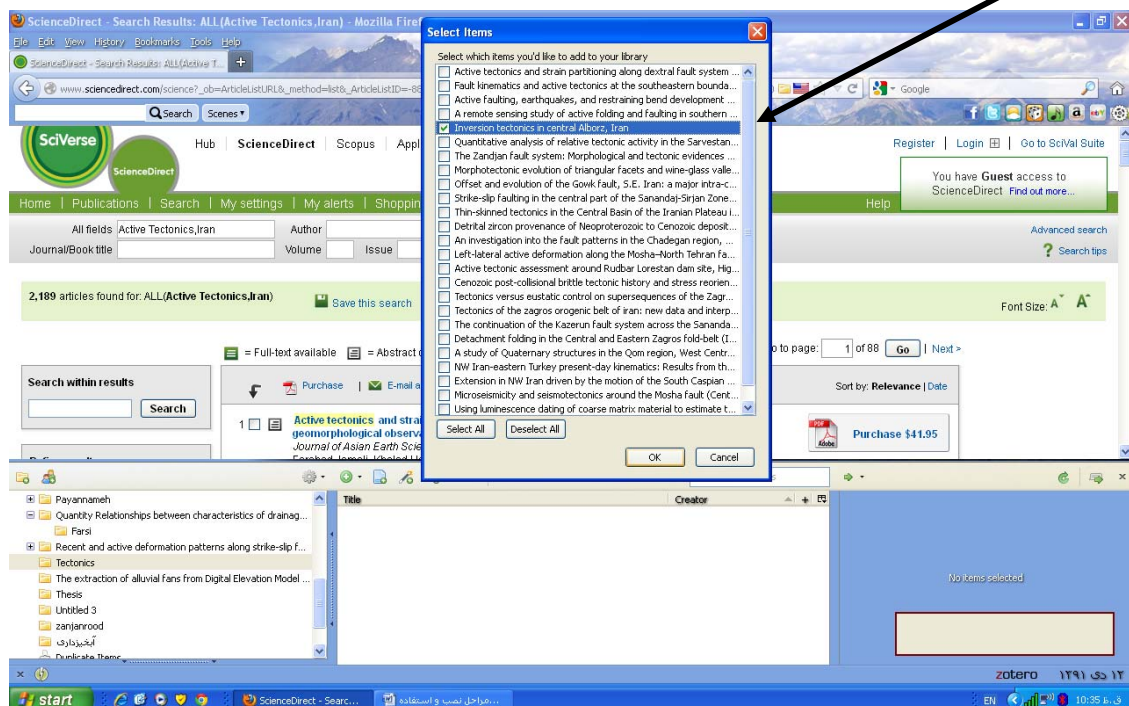 ScienceDirect - Search Results: ALL(Active Tectonics,Iran) - Mozilla Firef
File Edit View History Bookmarks Tools Help
ScienceDirect - Search Results: ALL(Active T...
www.sciencedirect.com/science?_ob=ArticleListURL&_method=list&_ArticleListID=-88
Google
Search Scenes
SciVerse
ScienceDirect
Hub | ScienceDirect | Scopus | Appl
Register | Login | Go to SciVal Suite
You have Guest access to
ScienceDirect Find out more...
Home | Publications | Search | My settings | My alerts | Shoppin
Help
All fields Active Tectonics,Iran Author
Advanced search
Journal/Book title Volume Issue
Search tips
2,189 articles found for: ALL(Active Tectonics,Iran)
Save this search
Font Size: A A
= Full-text available = Abstract o
o to page: 1 of 88 Go | Next >
Search within results
Search
Purchase | E-mail a
Sort by: Relevance | Date
1 Active tectonics and strai
geomorphological observa
Journal of Asian Earth Scie
PDF
Adobe
Purchase $41.95
Select Items
Select which items you'd like to add to your library
Active tectonics and strain partitioning along dextral fault system ...
Fault kinematics and active tectonics at the southeastern bounda...
Active faulting, earthquakes, and restraining bend development ...
A remote sensing study of active folding and faulting in southern ...
Inversion tectonics in central Alborz, Iran
Quantitative analysis of relative tectonic activity in the Sarvestan...
The Zandjan fault system: Morphological and tectonic evidences ...
Morphotectonic evolution of triangular facets and wine-glass valle...
Offset and evolution of the Gowk fault, S.E. Iran: a major intra-c...
Strike-slip faulting in the central part of the Sanandaj-Sirjan Zone...
Thin-skinned tectonics in the Central Basin of the Iranian Plateau i...
Detrital zircon provenance of Neoproterozoic to Cenozoic deposit...
An investigation into the fault patterns in the Chadegan region, ...
Left-lateral active deformation along the Mosha–North Tehran fa...
Active tectonic assessment around Rudbar Lorestan dam site, Hig...
Cenozoic post-collisional brittle tectonic history and stress reorien...
Tectonics versus eustatic control on supersequences of the Zagr...
Tectonics of the zagros orogenic belt of iran: new data and interp...
The continuation of the Kazerun fault system across the Sananda...
Detachment folding in the Central and Eastern Zagros fold-belt (I...
A study of Quaternary structures in the Qom region, West Centr...
NW Iran-eastern Turkey present-day kinematics: Results from th...
Extension in NW Iran driven by the motion of the South Caspian ...
Microseismicity and seismotectonics around the Mosha fault (Cent...
Using luminescence dating of coarse matrix material to estimate t...
Select All Deselect All
OK Cancel
Title Creator
Payannameh
Quantity Relationships between characteristics of drainag...
Farsi
Recent and active deformation patterns along strike-slip f...
Tectonics
The extraction of alluvial fans from Digital Elevation Model ...
Thesis
Untitled 3
zanjanrood
آبخیزداری
Duplicate Items
No items selected
zotero
۱۲ دی ۱۳۹۱
start
ScienceDirect - Searc...
مراحل نصب و استفاده...
EN
10:35 ق.ظ